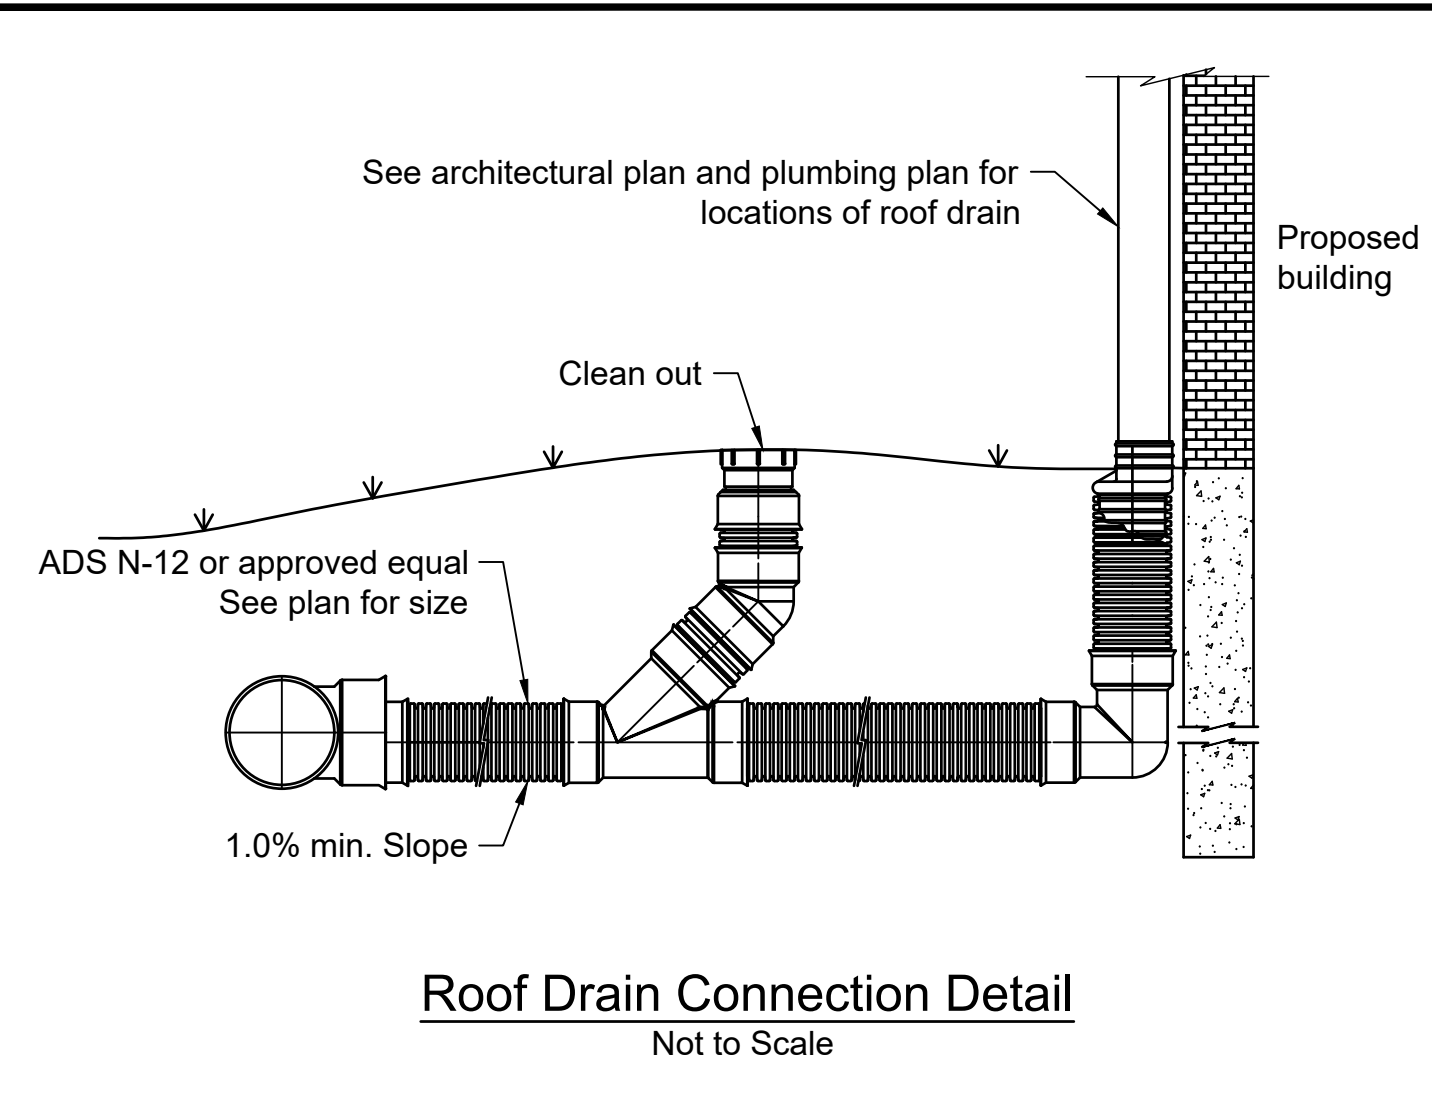 See architectural plan and plumbing plan for
locations of roof drain
Proposed
building
Clean out
ADS N-12 or approved equal
See plan for size
1.0% min. Slope
Roof Drain Connection Detail
Not to Scale